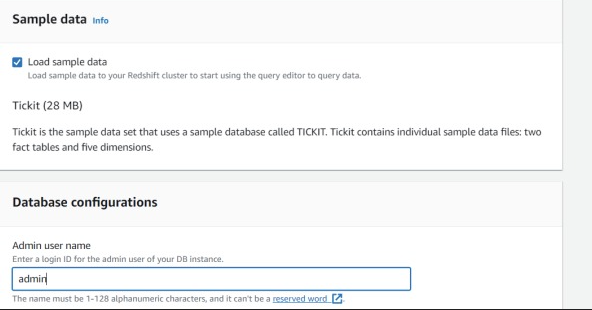 Sample data Info
Load sample data
Load sample data to your Redshift cluster to start using the query editor to query data.
Tickit (28 MB)
Tickit is the sample data set that uses a sample database called TICKIT. Tickit contains individual sample data files: two
fact tables and five dimensions.
Database configurations
Admin user name
Enter a login ID for the admin user of your DB instance.
admin
The name must be 1-128 alphanumeric characters, and it can't be a reserved word.